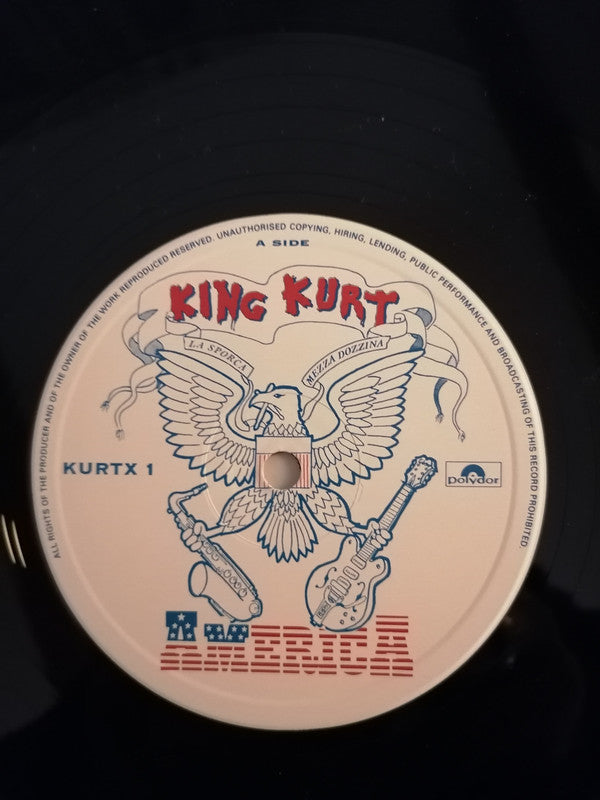 ALL RIGHTS OF THE PRODUCER AND OF THE OWNER OF THE WORK REPRODUCED RESERVED. UNAUTHORISED COPYING, HIRING, LENDING, PUBLIC PERFORMANCE AND BROADCASTING OF THIS RECORD PROHIBITED.
A SIDE
KING KURT
LA SPORCA MEZZA DOZZINA
KURTX 1
polydor
AMERICA